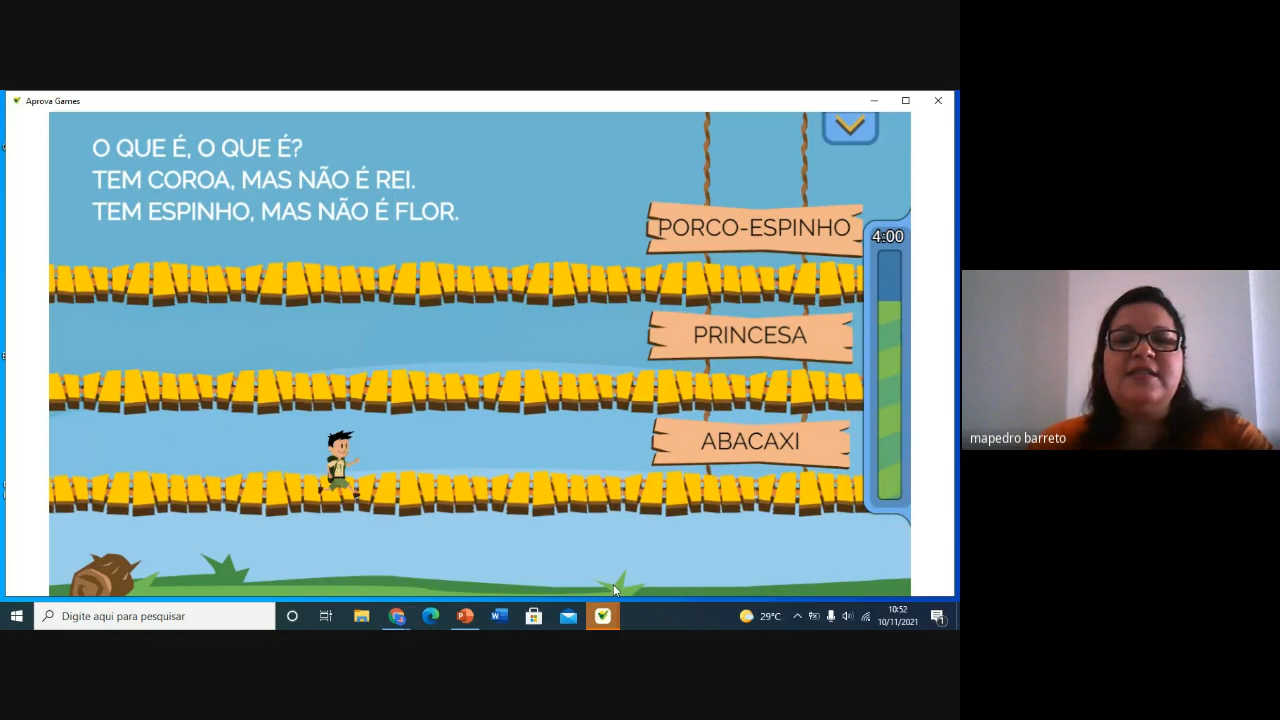 Aprova Games
O QUE É, O QUE É?
TEM COROA, MAS NÃO É REI.
TEM ESPINHO, MAS NÃO É FLOR.
PORCO-ESPINHO
4:00
PRINCESA
ABACAXI
mapedro barreto
Digite aqui para pesquisar
29°C
10:52
10/11/2021
1